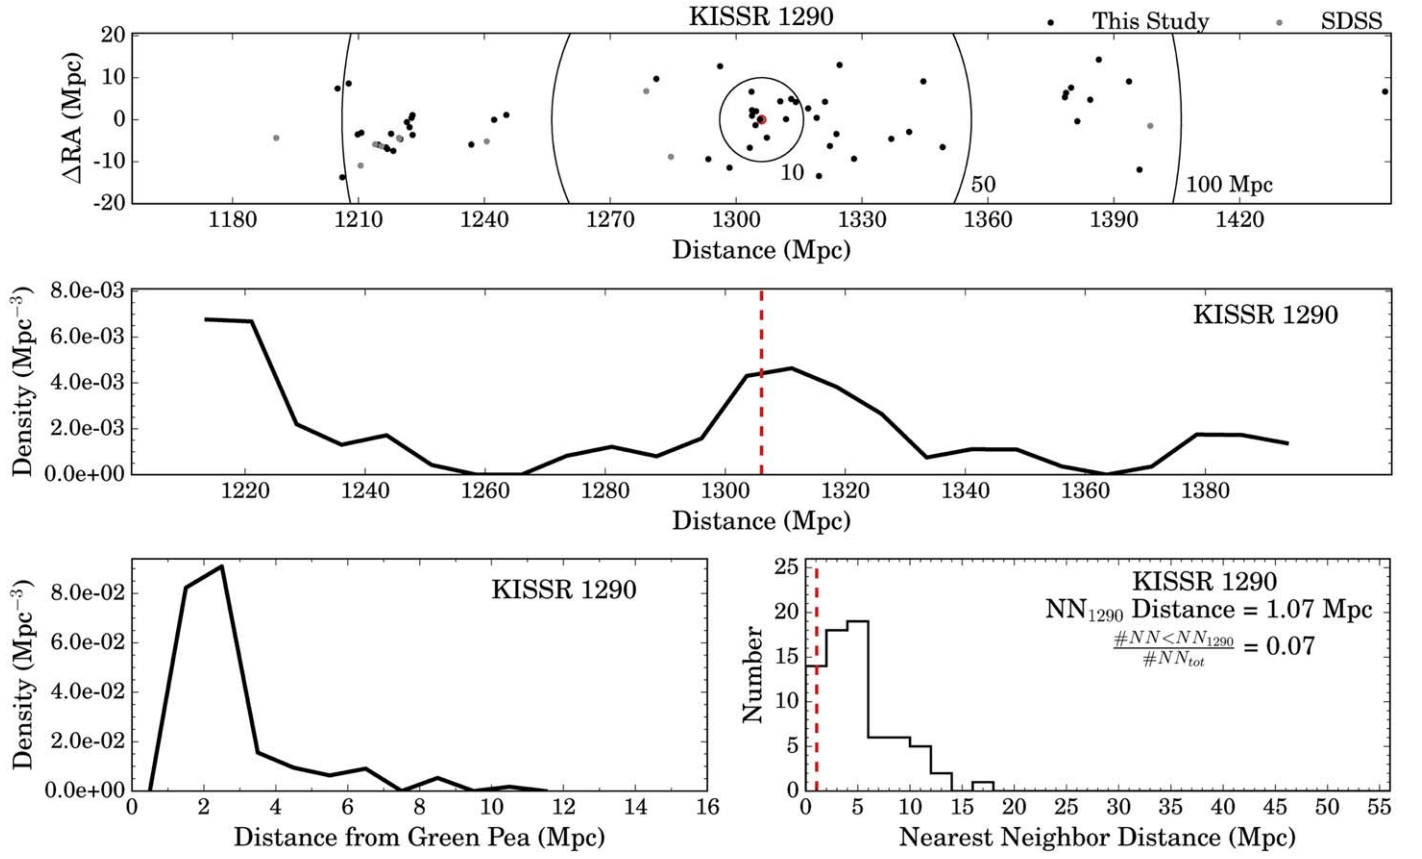 KISSR 1290
This Study
SDSS
ΔRA (Mpc)
20
10
0
-10
-20
10
50
100 Mpc
1180 1210 1240 1270 1300 1330 1360 1390 1420
Distance (Mpc)
Density (Mpc⁻³)
8.0e-03
6.0e-03
4.0e-03
2.0e-03
0.0e+00
KISSR 1290
1220 1240 1260 1280 1300 1320 1340 1360 1380
Distance (Mpc)
Density (Mpc⁻³)
8.0e-02
6.0e-02
4.0e-02
2.0e-02
0.0e+00
KISSR 1290
0 2 4 6 8 10 12 14 16
Distance from Green Pea (Mpc)
Number
25
20
15
10
5
0
KISSR 1290
NN₁₂₉₀ Distance = 1.07 Mpc
#NN<NN₁₂₉₀
#NNₜₒₜ
= 0.07
0 5 10 15 20 25 30 35 40 45 50 55
Nearest Neighbor Distance (Mpc)